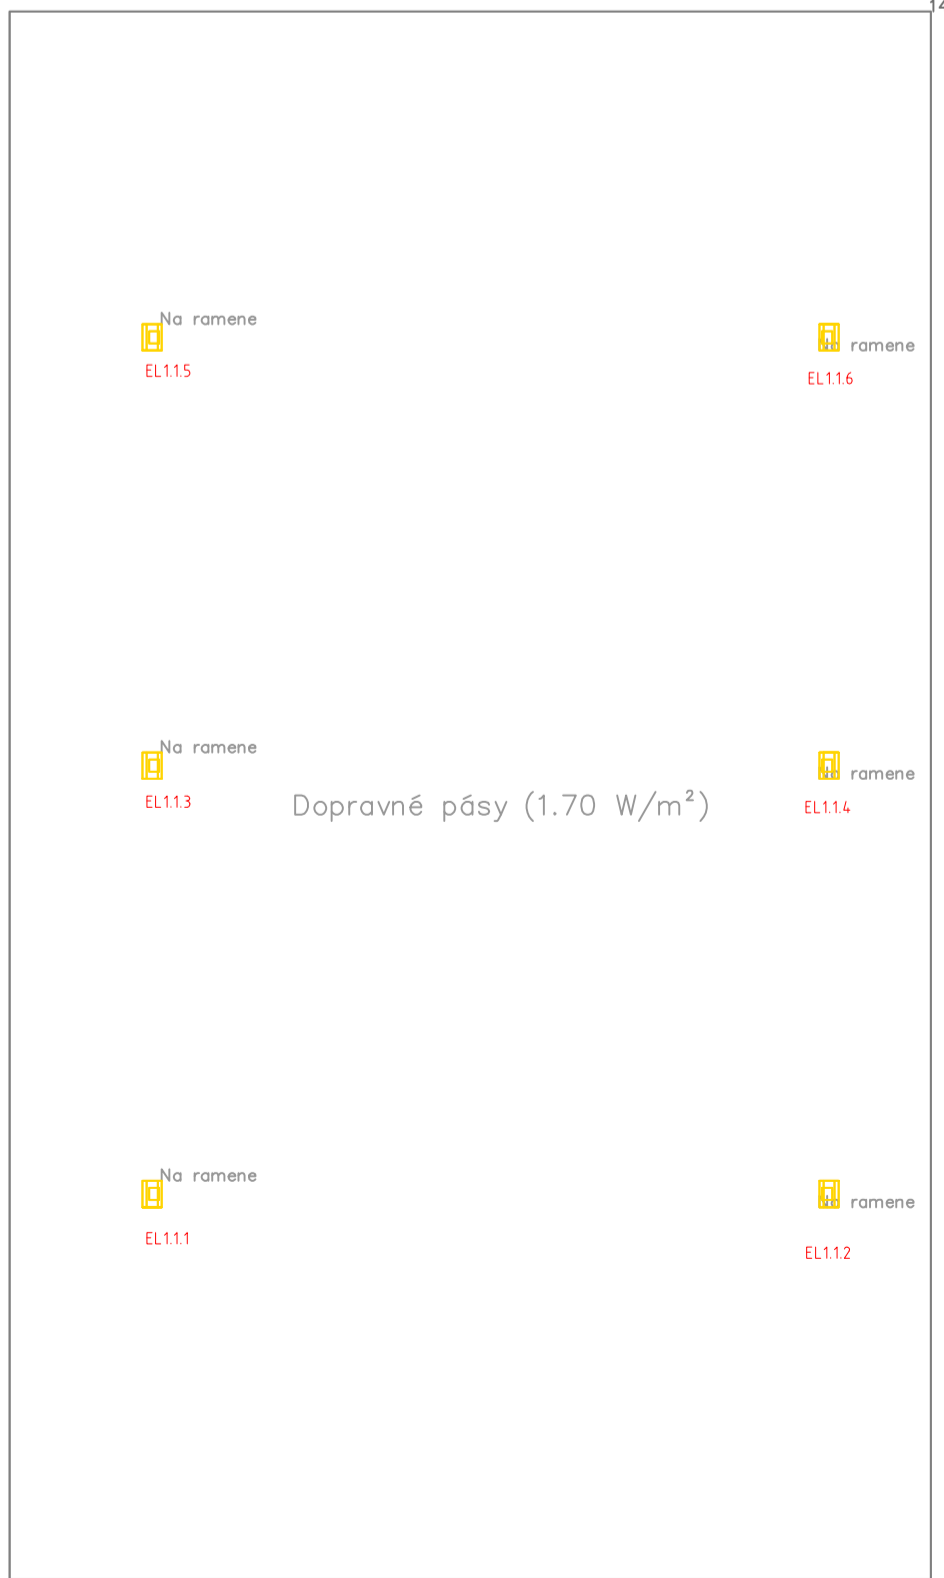 14
Na ramene
EL1.1.5
ramene
EL1.1.6
Na ramene
EL1.1.3
Dopravné pásy (1.70 W/m²)
ramene
EL1.1.4
Na ramene
EL1.1.1
ramene
EL1.1.2